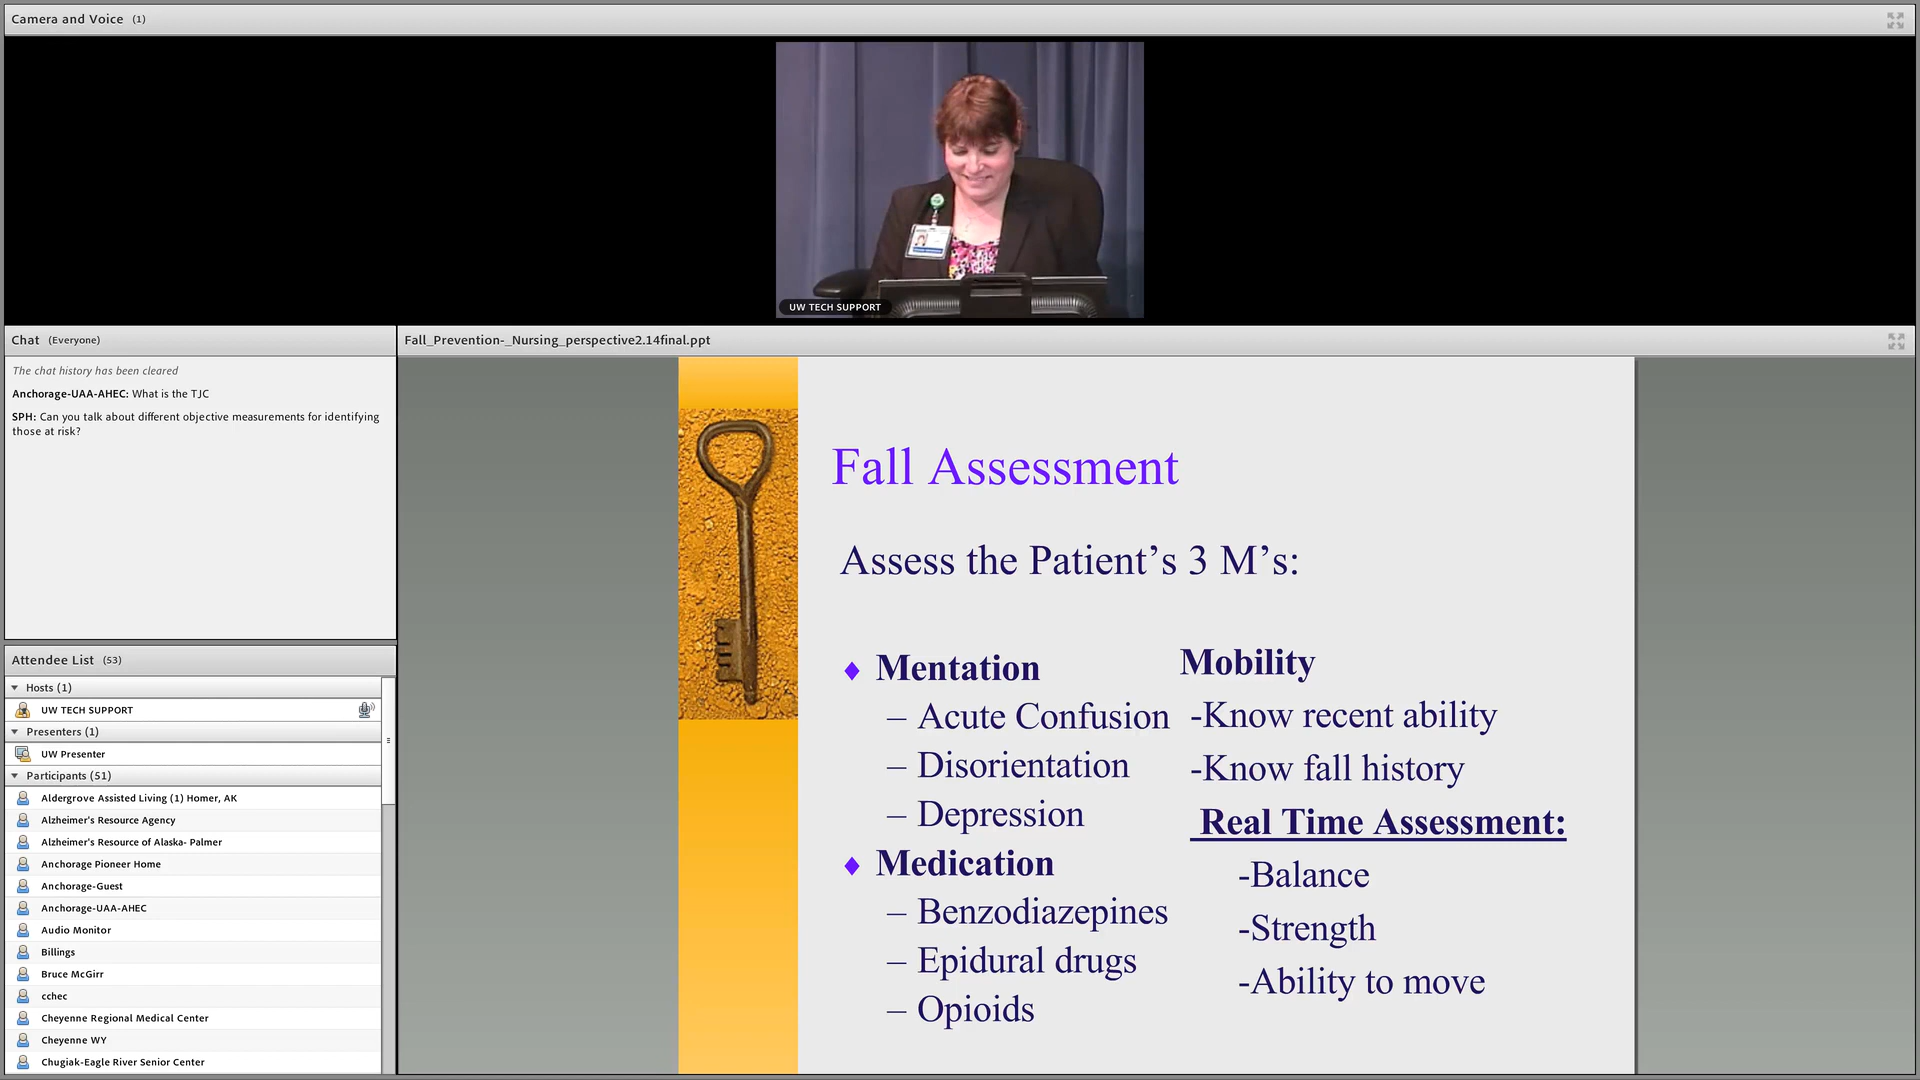 Camera and Voice (1)
UW TECH SUPPORT
Chat (Everyone)
The chat history has been cleared
Anchorage-UAA-AHEC: What is the TJC
SPH: Can you talk about different objective measurements for identifying
those at risk?
Attendee List (53)
Hosts (1)
UW TECH SUPPORT
Presenters (1)
UW Presenter
Participants (51)
Aldergrove Assisted Living (1) Homer, AK
Alzheimer's Resource Agency
Alzheimer's Resource of Alaska- Palmer
Anchorage Pioneer Home
Anchorage-Guest
Anchorage-UAA-AHEC
Audio Monitor
Billings
Bruce McGirr
cchec
Cheyenne Regional Medical Center
Cheyenne WY
Chugiak-Eagle River Senior Center
Fall_Prevention-_Nursing_perspective2.14final.ppt
Fall Assessment
Assess the Patient’s 3 M’s:
♦ Mentation
– Acute Confusion
– Disorientation
– Depression
♦ Medication
– Benzodiazepines
– Epidural drugs
– Opioids
Mobility
-Know recent ability
-Know fall history
Real Time Assessment:
-Balance
-Strength
-Ability to move